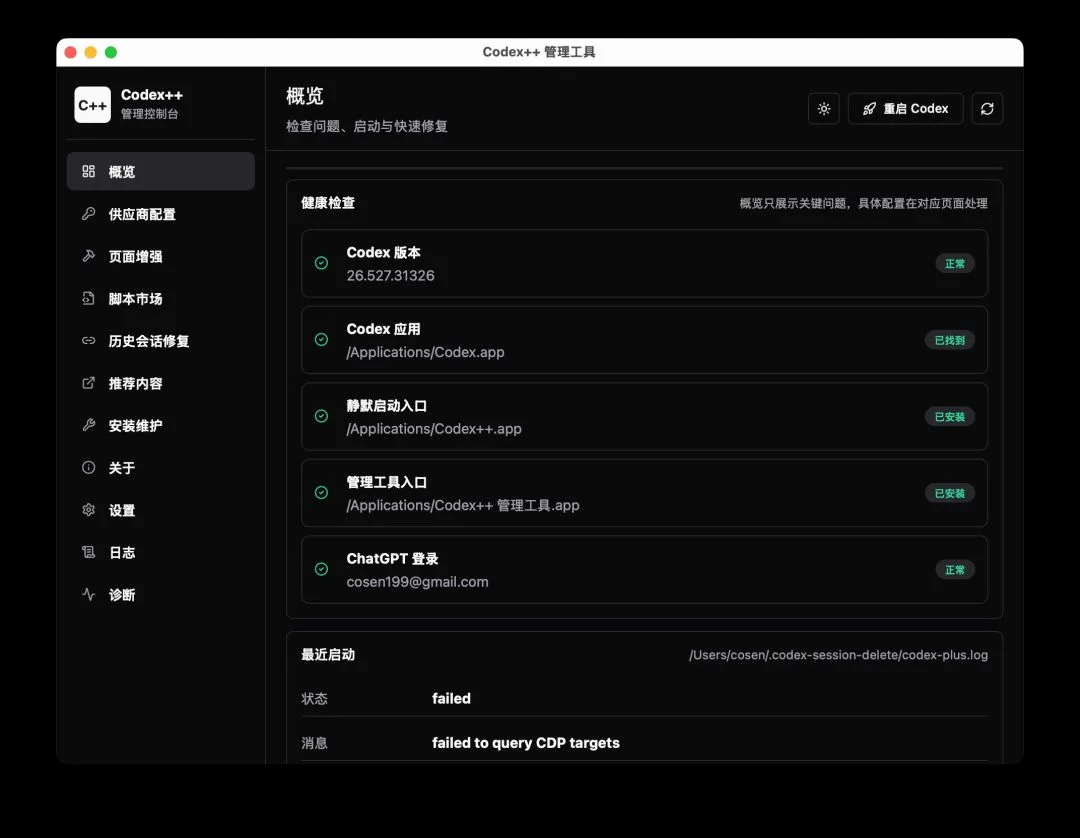 Codex++ 管理工具
C++
Codex++
管理控制台
概览
供应商配置
页面增强
脚本市场
历史会话修复
推荐内容
安装维护
关于
设置
日志
诊断
概览
检查问题、启动与快速修复
重启 Codex
健康检查
概览只展示关键问题，具体配置在对应页面处理
Codex 版本
26.527.31326
正常
Codex 应用
/Applications/Codex.app
已找到
静默启动入口
/Applications/Codex++.app
已安装
管理工具入口
/Applications/Codex++ 管理工具.app
已安装
ChatGPT 登录
cosen199@gmail.com
正常
最近启动
/Users/cosen/.codex-session-delete/codex-plus.log
状态
failed
消息
failed to query CDP targets